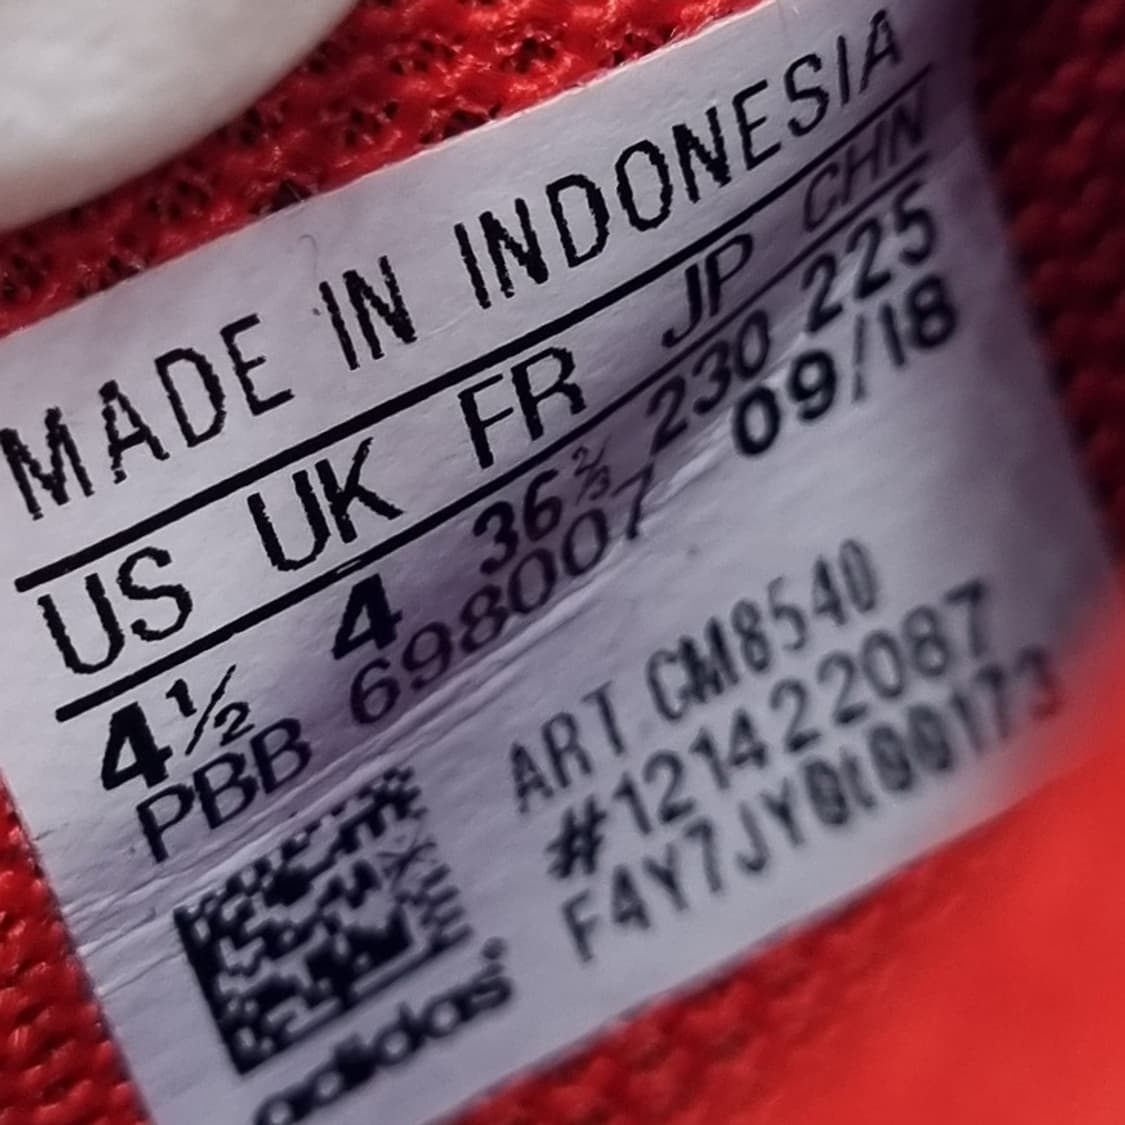 MADE IN INDONESIA
US UK FR JP CHN
4½ 4 36⅔ 230 225
PBB 698007 09/18
ART CM8540
#121422087
adidas